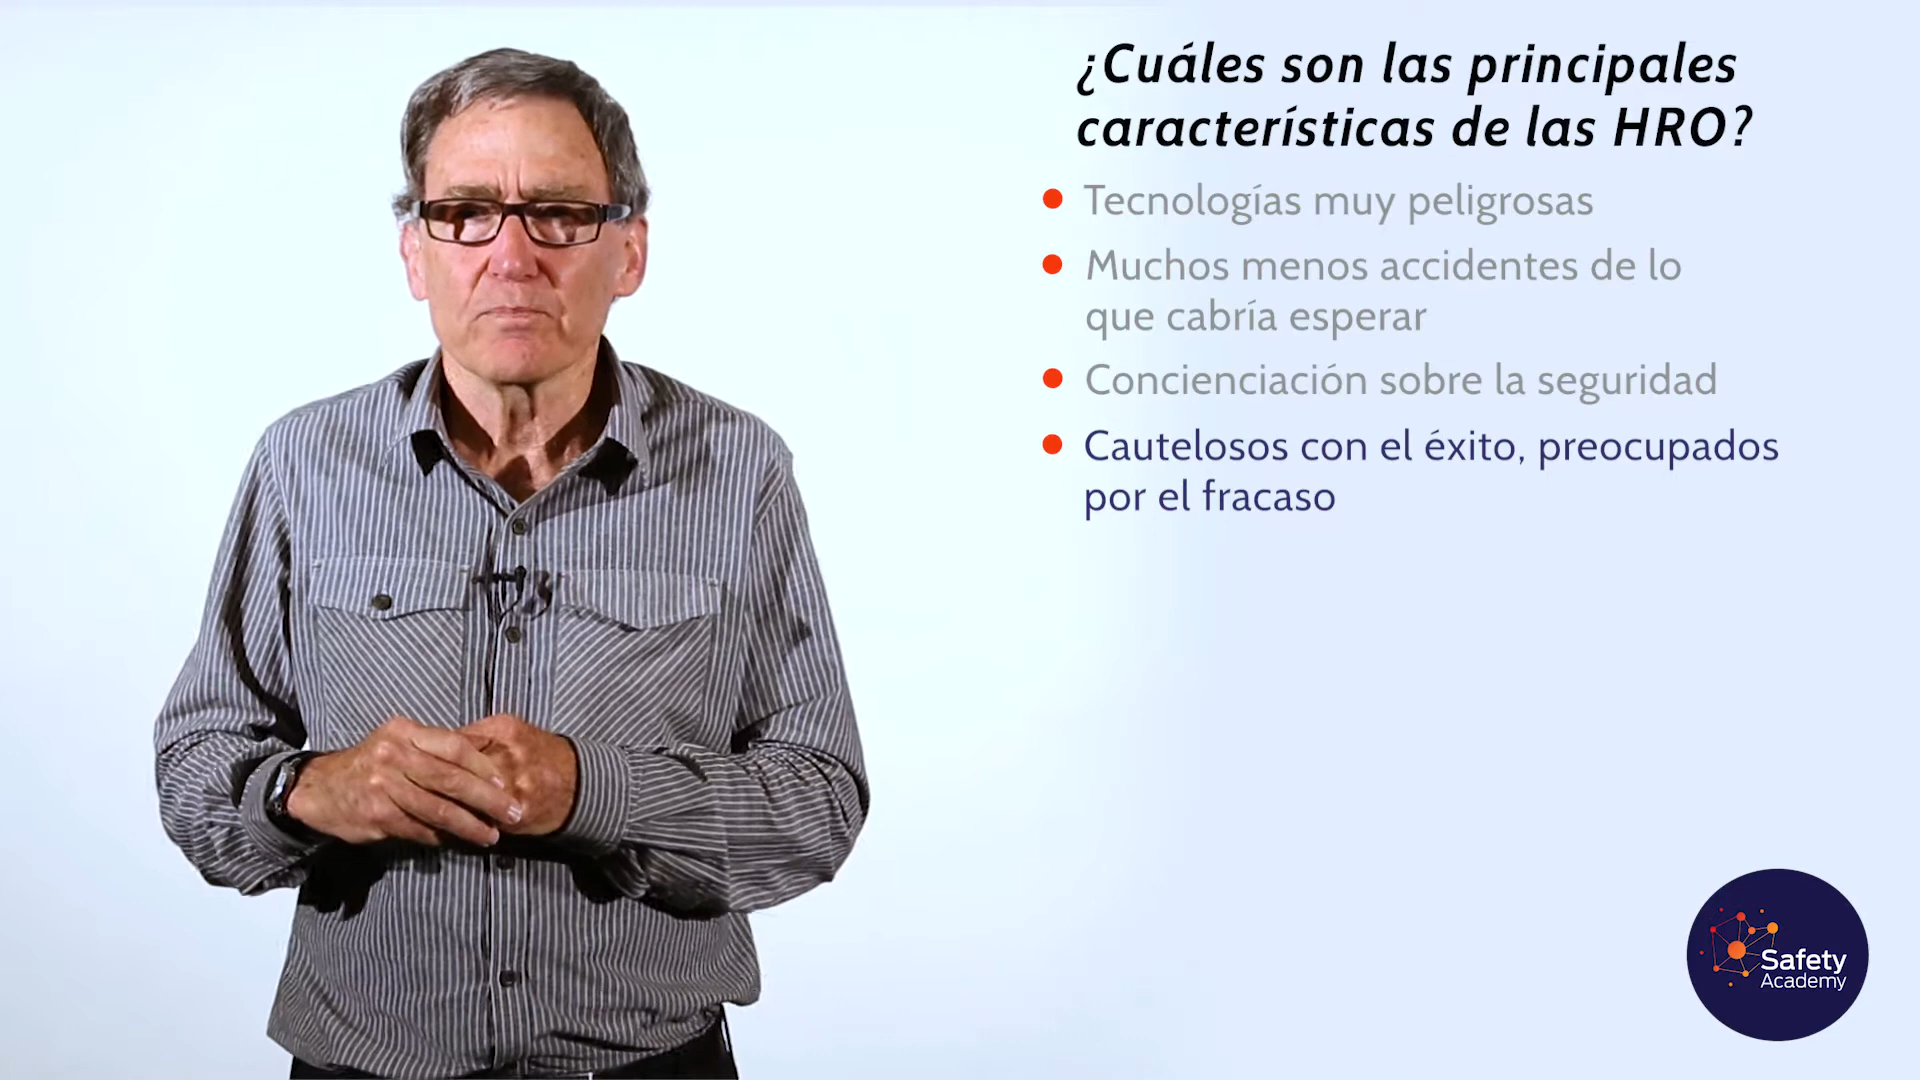 ¿Cuáles son las principales
características de las HRO?
Tecnologías muy peligrosas
Muchos menos accidentes de lo
que cabría esperar
Concienciación sobre la seguridad
Cautelosos con el éxito, preocupados
por el fracaso
Safety
Academy